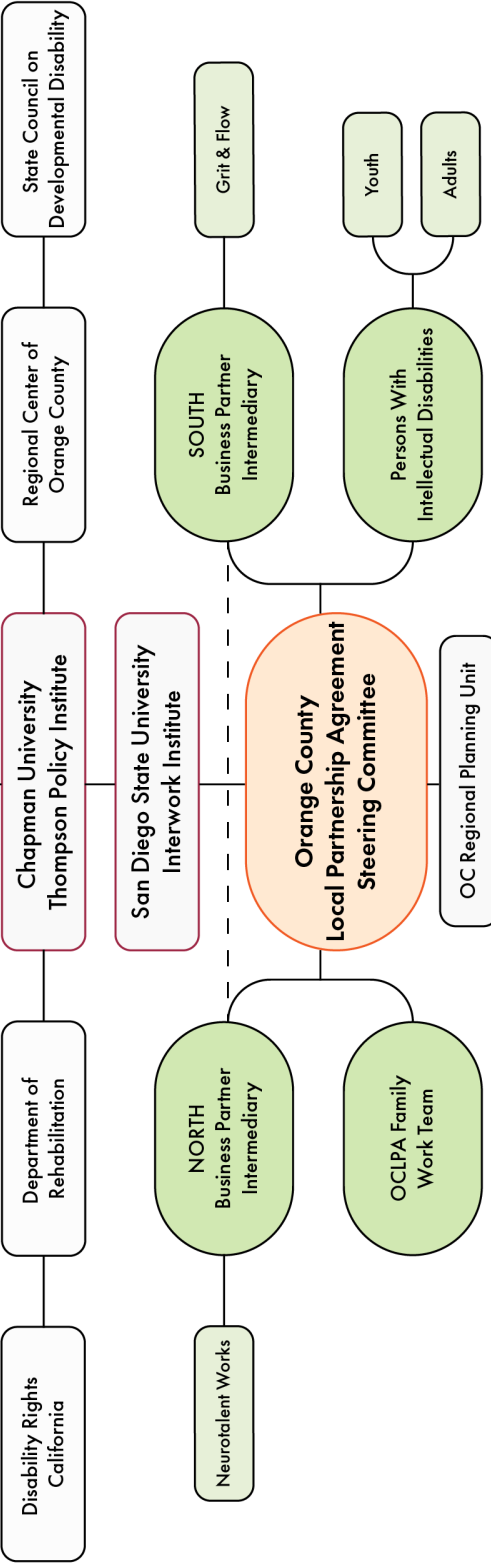 Disability Rights
California
Department of
Rehabilitation
Chapman University
Thompson Policy Institute
Regional Center of
Orange County
State Council on
Developmental Disability
San Diego State University
Interwork Institute
Neurotalent Works
NORTH
Business Partner
Intermediary
SOUTH
Business Partner
Intermediary
Grit & Flow
Orange County
Local Partnership Agreement
Steering Committee
OCLPA Family
Work Team
Persons With
Intellectual Disabilities
Youth
Adults
OC Regional Planning Unit